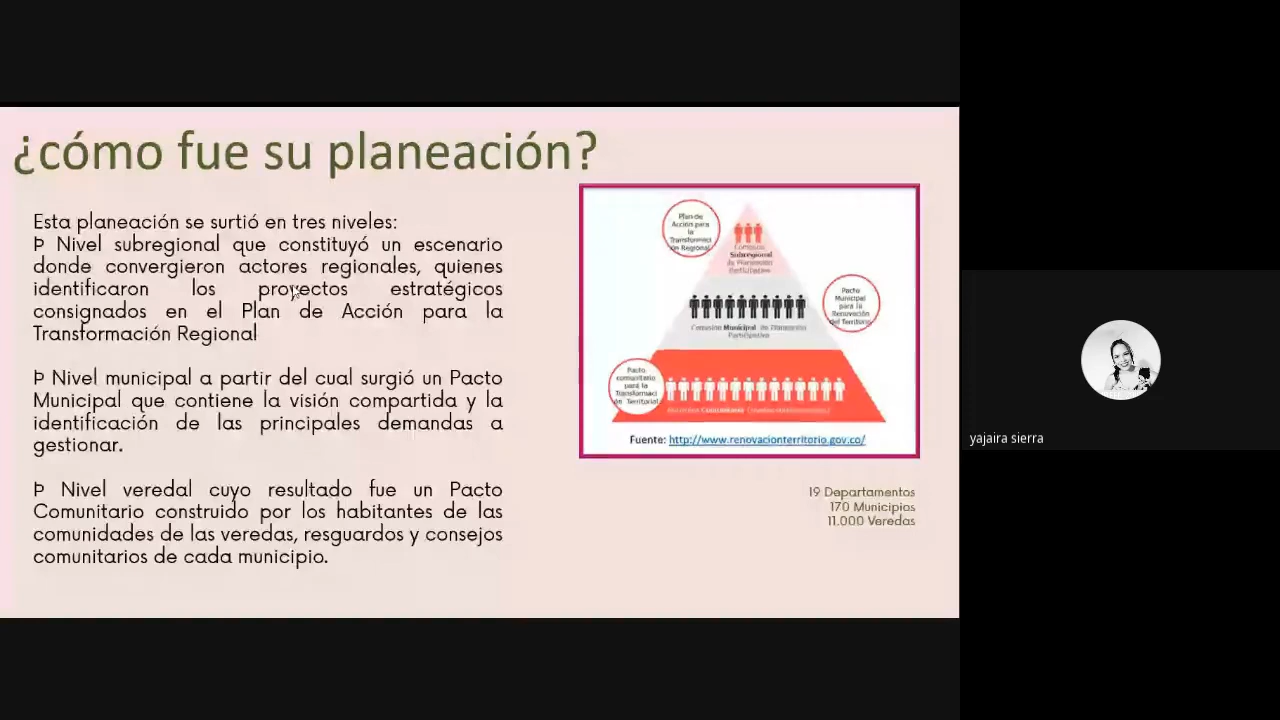 ¿cómo fue su planeación?
Esta planeación se surtió en tres niveles:
Þ Nivel subregional que constituyó un escenario
donde convergieron actores regionales, quienes
identificaron los proyectos estratégicos
consignados en el Plan de Acción para la
Transformación Regional
Þ Nivel municipal a partir del cual surgió un Pacto
Municipal que contiene la visión compartida y la
identificación de las principales demandas a
gestionar.
Þ Nivel veredal cuyo resultado fue un Pacto
Comunitario construido por los habitantes de las
comunidades de las veredas, resguardos y consejos
comunitarios de cada municipio.
Plan de
Acción para
la
Transformaci
ón Regional
Comisión
Subregional
de Planeación
Participativa
Pacto
Municipal
para la
Renovación
del Territorio
Comisión Municipal de Planeación
Participativa
Pacto
comunitario
para la
Transformaci
ón Territorial
Fuente: http://www.renovacionterritorio.gov.co/
19 Departamentos
170 Municipios
11.000 Veredas
yajaira sierra